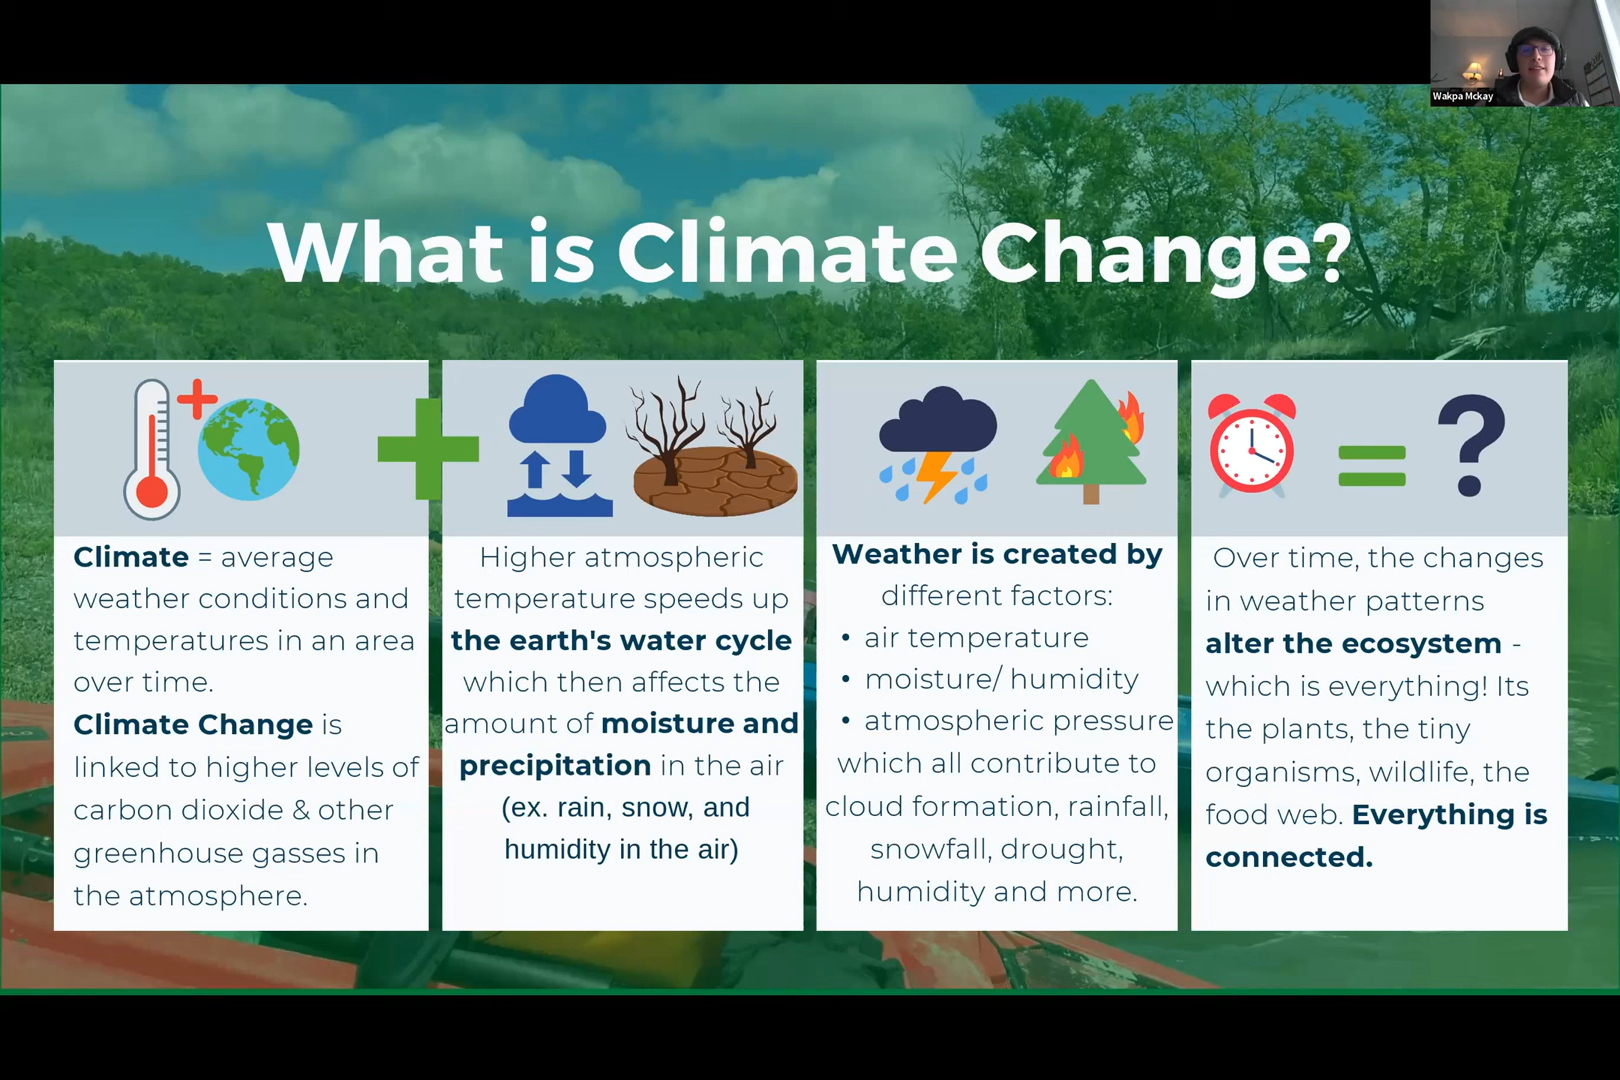 Wakpa Mckay
What is Climate Change?
Climate = average
weather conditions and
temperatures in an area
over time.
Climate Change is
linked to higher levels of
carbon dioxide & other
greenhouse gasses in
the atmosphere.
Higher atmospheric
temperature speeds up
the earth's water cycle
which then affects the
amount of moisture and
precipitation in the air
(ex. rain, snow, and
humidity in the air)
Weather is created by
different factors:
• air temperature
• moisture/ humidity
• atmospheric pressure
which all contribute to
cloud formation, rainfall,
snowfall, drought,
humidity and more.
= ?
Over time, the changes
in weather patterns
alter the ecosystem -
which is everything! Its
the plants, the tiny
organisms, wildlife, the
food web. Everything is
connected.